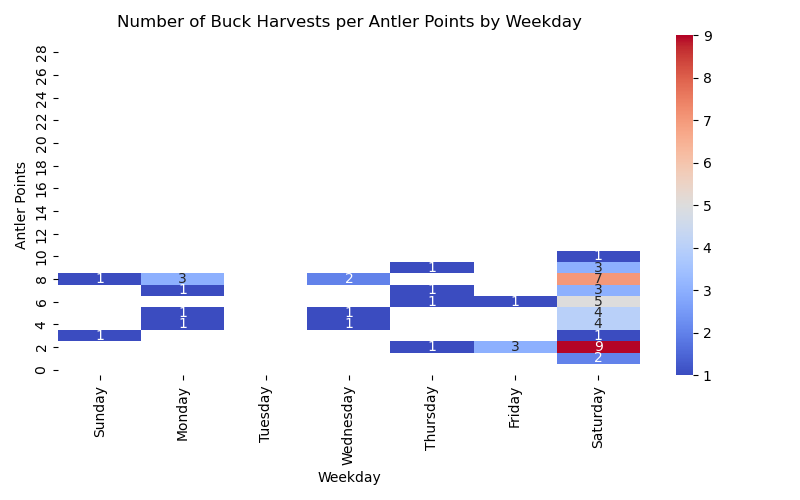 Number of Buck Harvests per Antler Points by Weekday
Antler Points
28
26
24
22
20
18
16
14
12
10
8
6
4
2
0
1
1 3
1 3 2 7
1 1 3
1 1 5
1 1 4
1 1 4
1 1
1 3 9
2
Sunday Monday Tuesday Wednesday Thursday Friday Saturday
Weekday
9
8
7
6
5
4
3
2
1